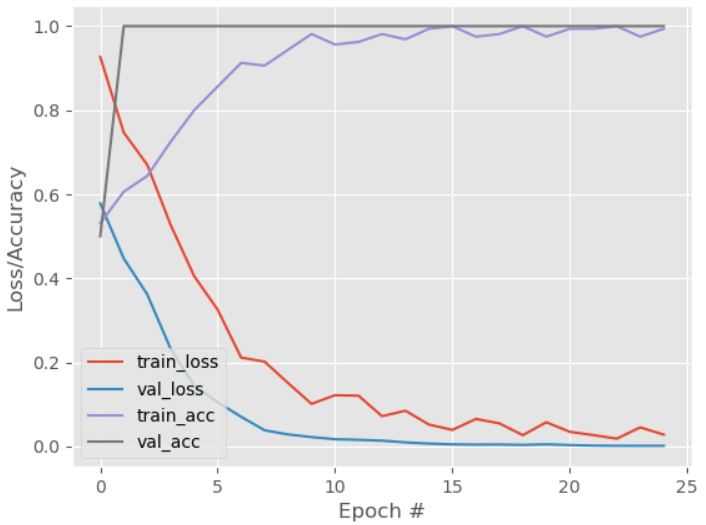 1.0
0.8
0.6
0.4
0.2
0.0
Loss/Accuracy
train_loss
val_loss
train_acc
val_acc
0 5 10 15 20 25
Epoch #